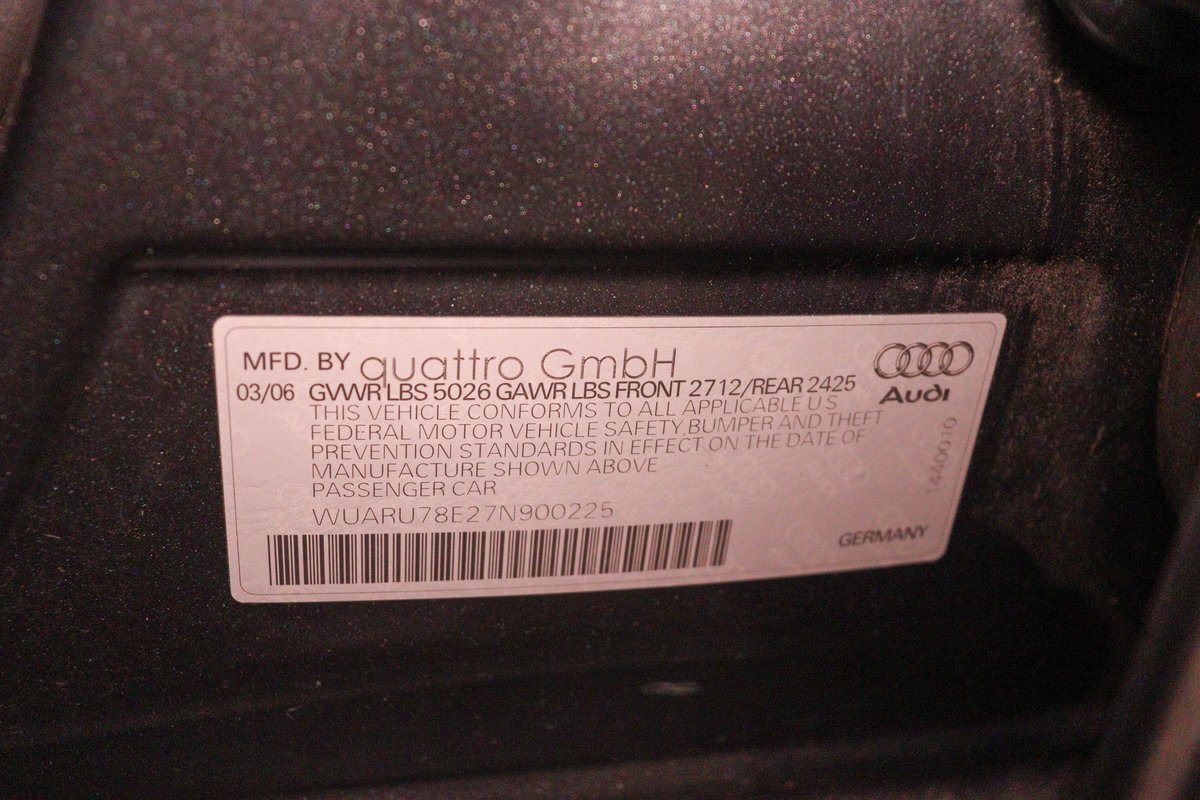 MFD. BY quattro GmbH
03/06 GVWR LBS 5026 GAWR LBS FRONT 2712/REAR 2425
Audi
THIS VEHICLE CONFORMS TO ALL APPLICABLE U S
FEDERAL MOTOR VEHICLE SAFETY,BUMPER AND THEFT
PREVENTION STANDARDS IN EFFECT ON THE DATE OF
MANUFACTURE SHOWN ABOVE
PASSENGER CAR
WUARU78E27N900225
GERMANY